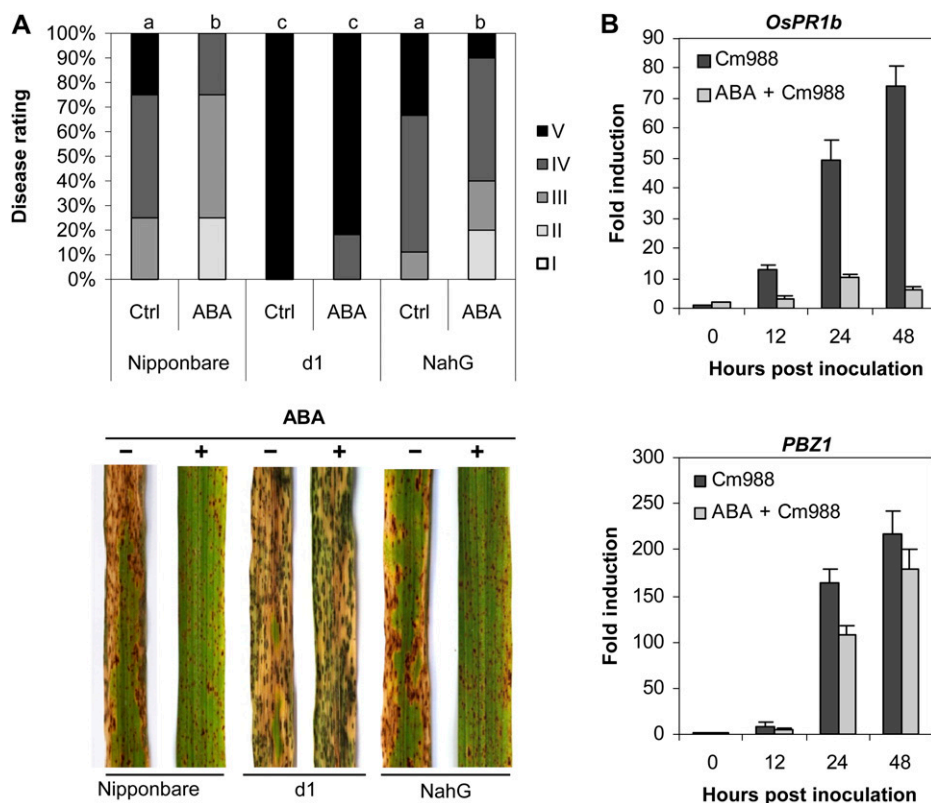 A
a b c c a b
100%
90%
80%
70%
60%
50%
40%
30%
20%
10%
0%
Disease rating
V
IV
III
II
I
Ctrl ABA Ctrl ABA Ctrl ABA
Nipponbare d1 NahG
ABA
− + − + − +
Nipponbare d1 NahG
B
OsPR1b
90
80
70
60
50
40
30
20
10
0
Fold induction
Cm988
ABA + Cm988
0 12 24 48
Hours post inoculation
PBZ1
300
250
200
150
100
50
0
Fold induction
Cm988
ABA + Cm988
0 12 24 48
Hours post inoculation